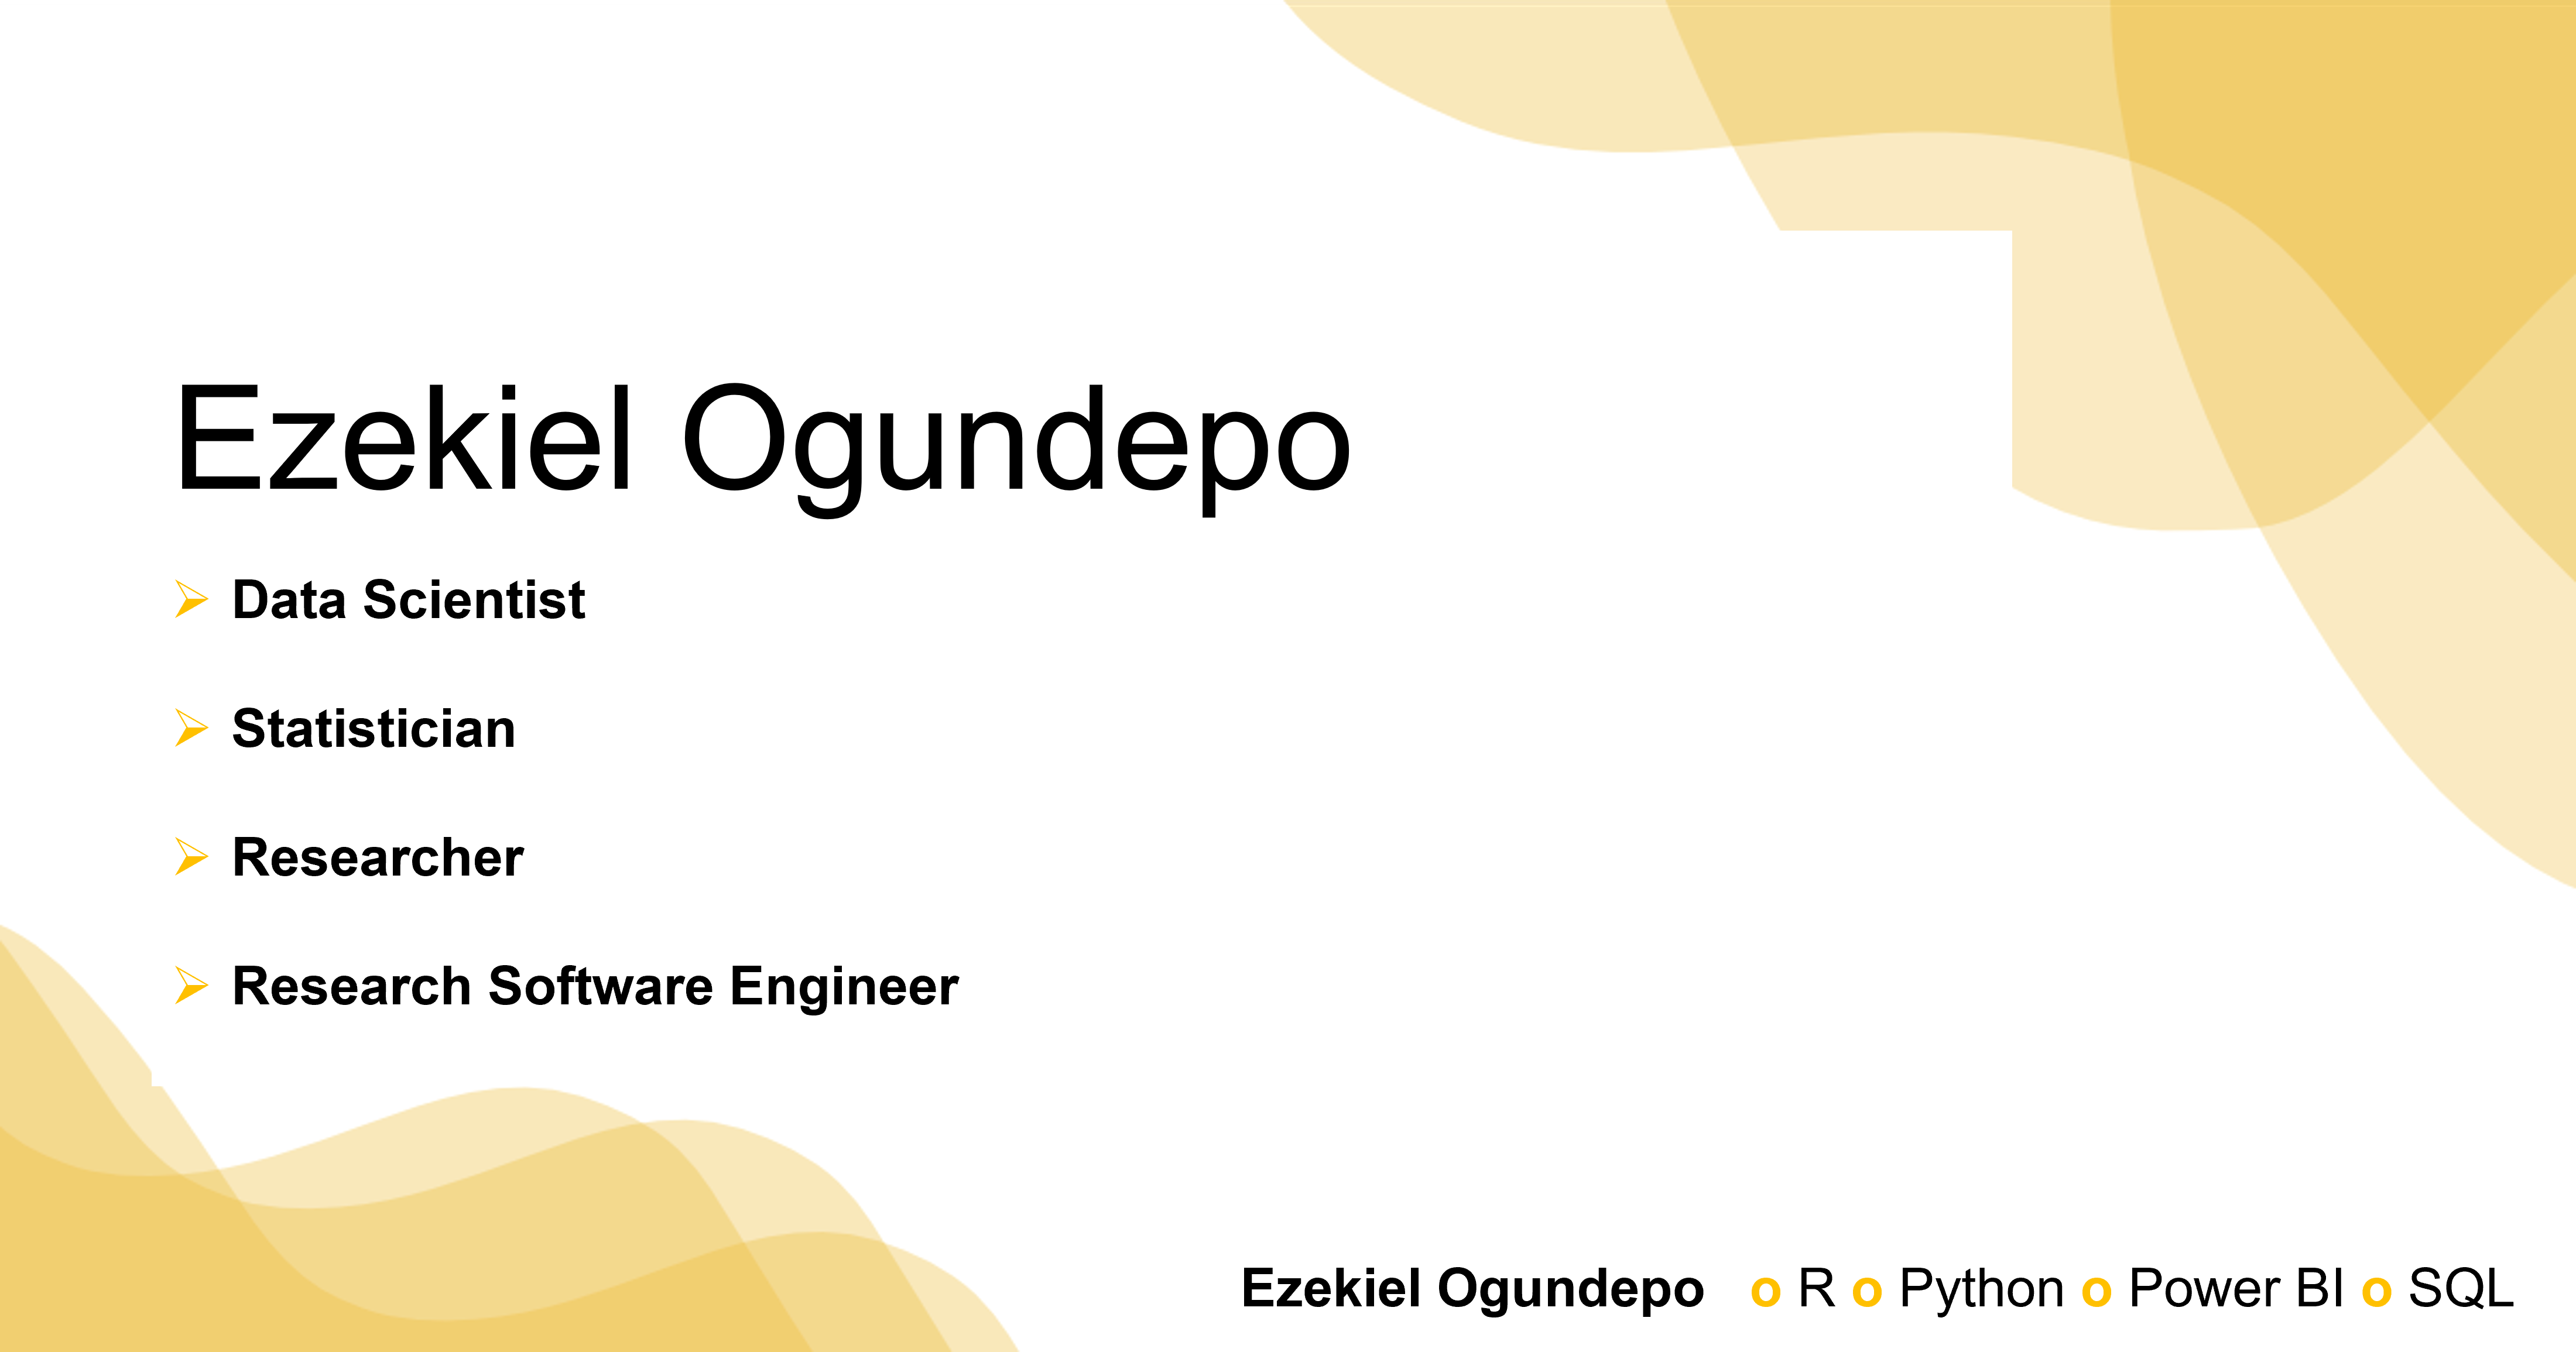 Ezekiel Ogundepo
Data Scientist
Statistician
Researcher
Research Software Engineer
Ezekiel Ogundepo o R o Python o Power BI o SQL